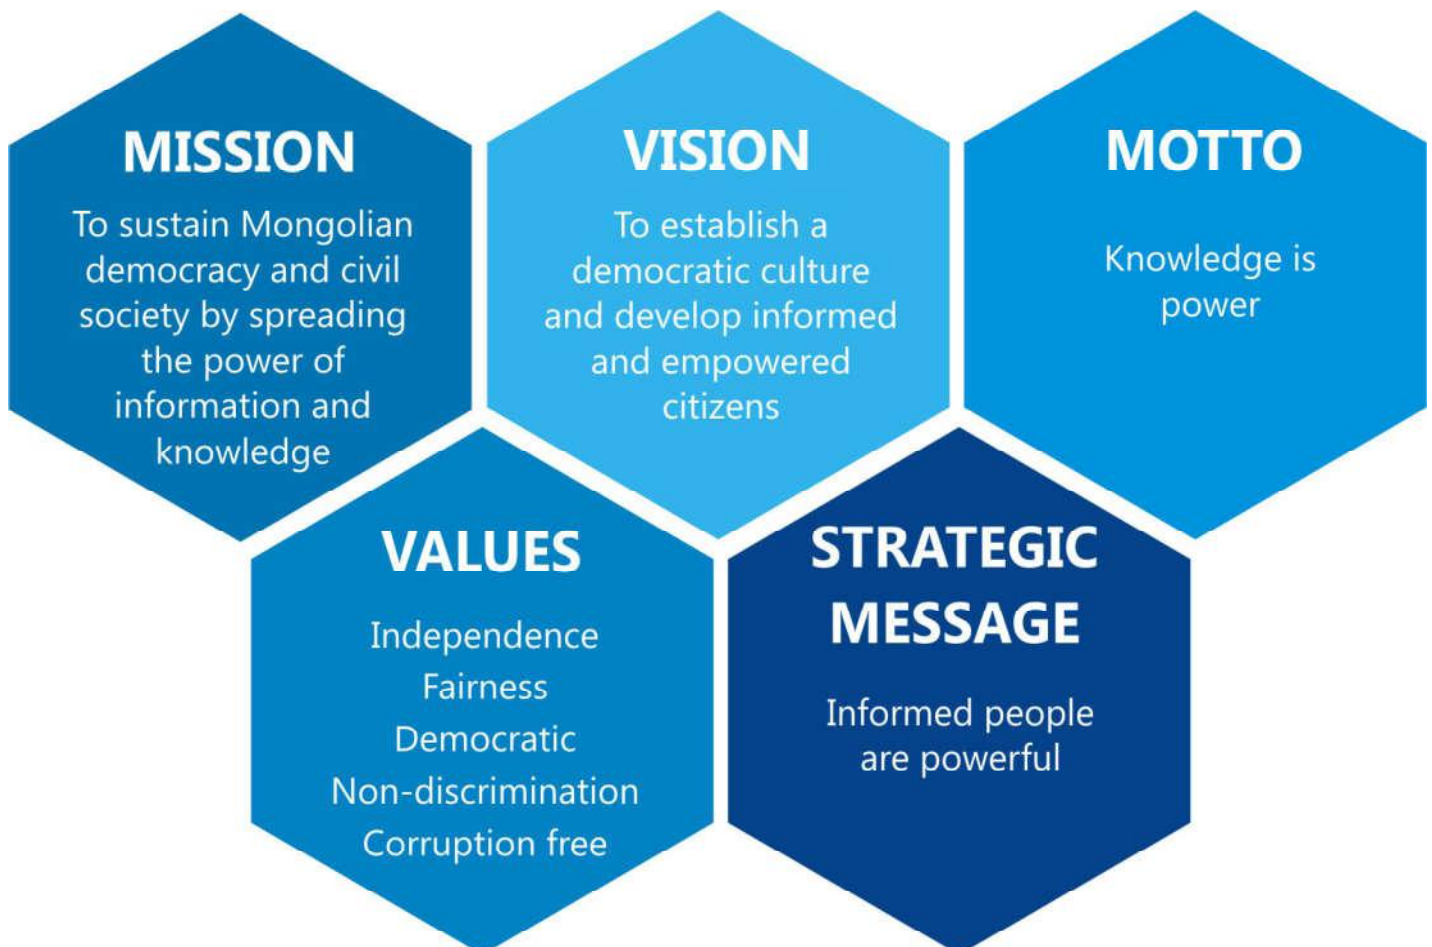 MISSION
To sustain Mongolian
democracy and civil
society by spreading
the power of
information and
knowledge
VISION
To establish a
democratic culture
and develop informed
and empowered
citizens
MOTTO
Knowledge is
power
VALUES
Independence
Fairness
Democratic
Non-discrimination
Corruption free
STRATEGIC
MESSAGE
Informed people
are powerful